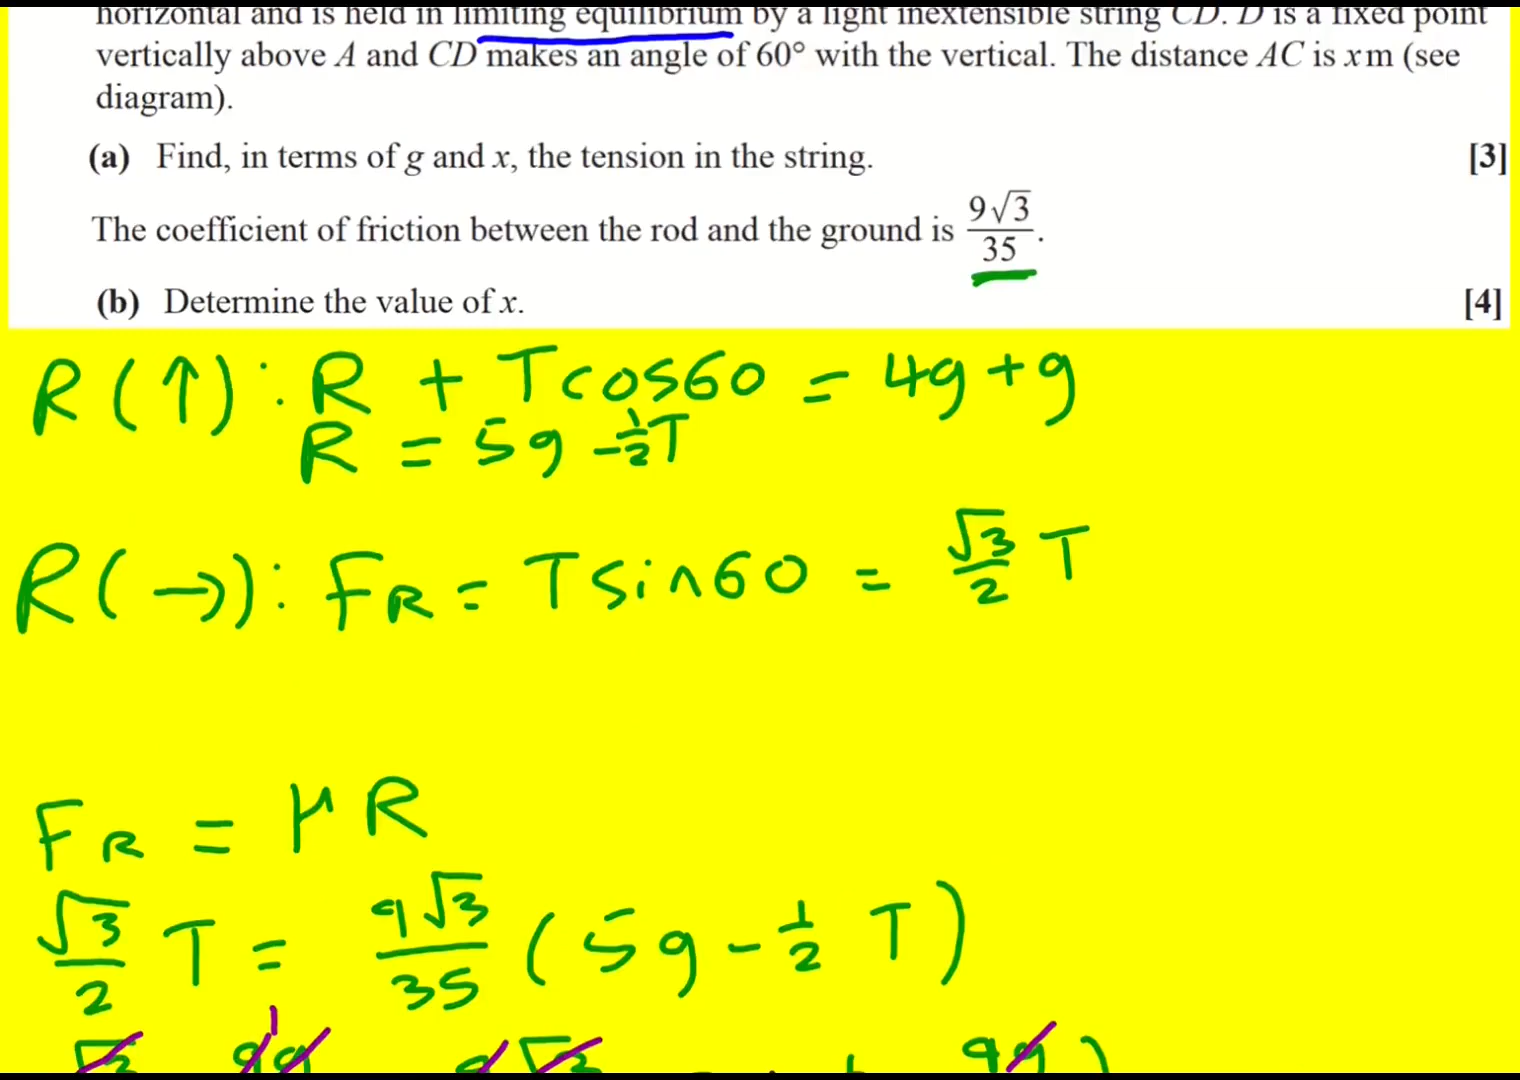 horizontal and is held in limiting equilibrium by a light inextensible string CD. D is a fixed point
vertically above A and CD makes an angle of 60° with the vertical. The distance AC is x m (see
diagram).
(a) Find, in terms of g and x, the tension in the string. [3]
The coefficient of friction between the rod and the ground is 9√3/35.
(b) Determine the value of x. [4]
R(↑): R + Tcos60 = 4g+g
R = 5g - 1/2 T
R(→): FR = Tsin60 = √3/2 T
FR = μR
√3/2 T = 9√3/35 (5g - 1/2 T)